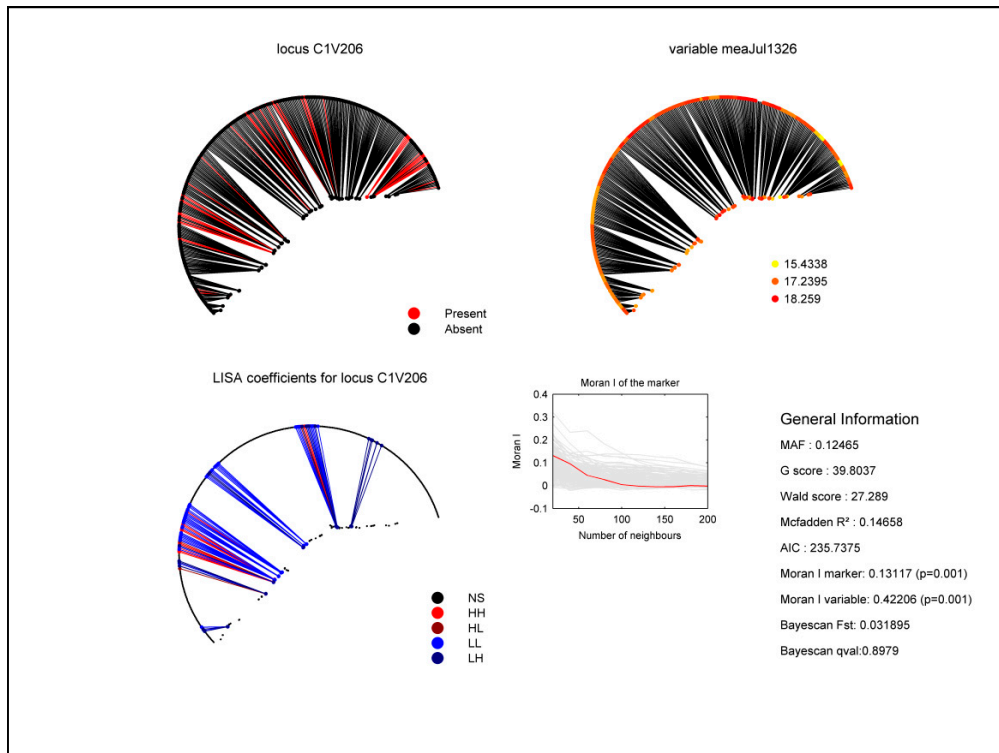 locus C1V206
variable meaJul1326
Present
Absent
15.4338
17.2395
18.259
LISA coefficients for locus C1V206
NS
HH
HL
LL
LH
Moran I of the marker
Moran I
0.4
0.3
0.2
0.1
0
-0.1
50
100
150
200
Number of neighbours
General Information
MAF : 0.12465
G score : 39.8037
Wald score : 27.289
Mcfadden R² : 0.14658
AIC : 235.7375
Moran I marker: 0.13117 (p=0.001)
Moran I variable: 0.42206 (p=0.001)
Bayescan Fst: 0.031895
Bayescan qval:0.8979